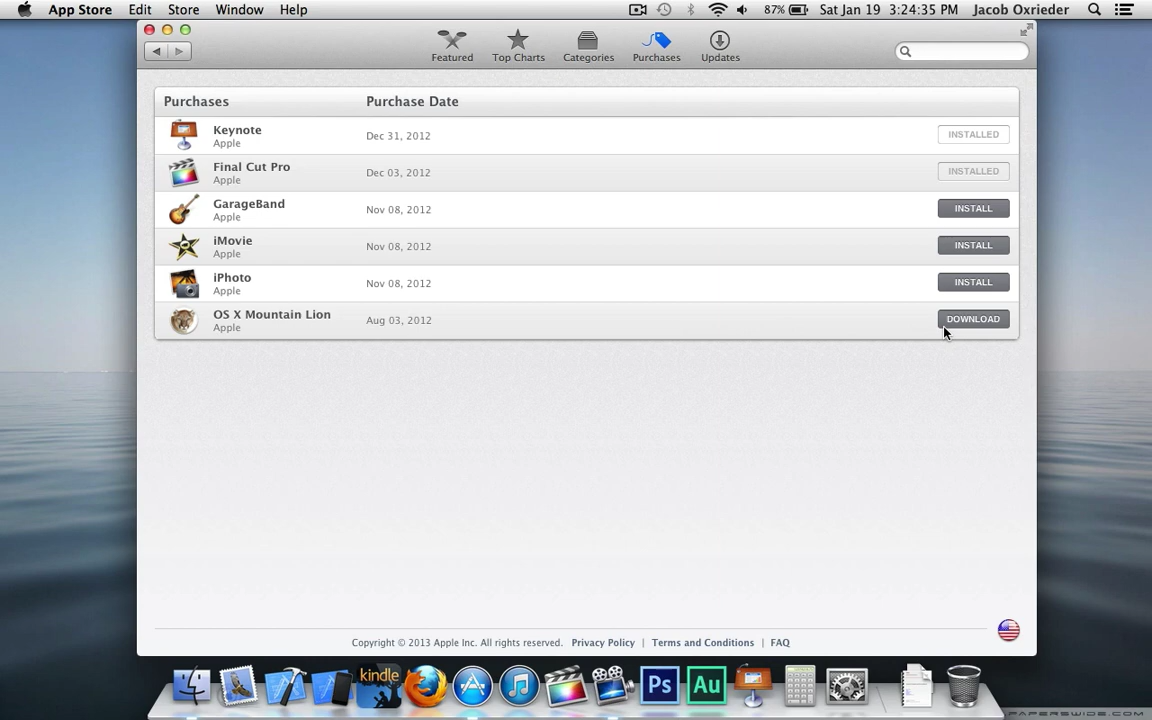 App Store Edit Store Window Help 87% Sat Jan 19 3:24:35 PM Jacob Oxrieder
Featured Top Charts Categories Purchases Updates
Purchases Purchase Date
Keynote
Apple
Dec 31, 2012
INSTALLED
Final Cut Pro
Apple
Dec 03, 2012
INSTALLED
GarageBand
Apple
Nov 08, 2012
INSTALL
iMovie
Apple
Nov 08, 2012
INSTALL
iPhoto
Apple
Nov 08, 2012
INSTALL
OS X Mountain Lion
Apple
Aug 03, 2012
DOWNLOAD
Copyright © 2013 Apple Inc. All rights reserved. Privacy Policy | Terms and Conditions | FAQ
kindle
Ps
Au